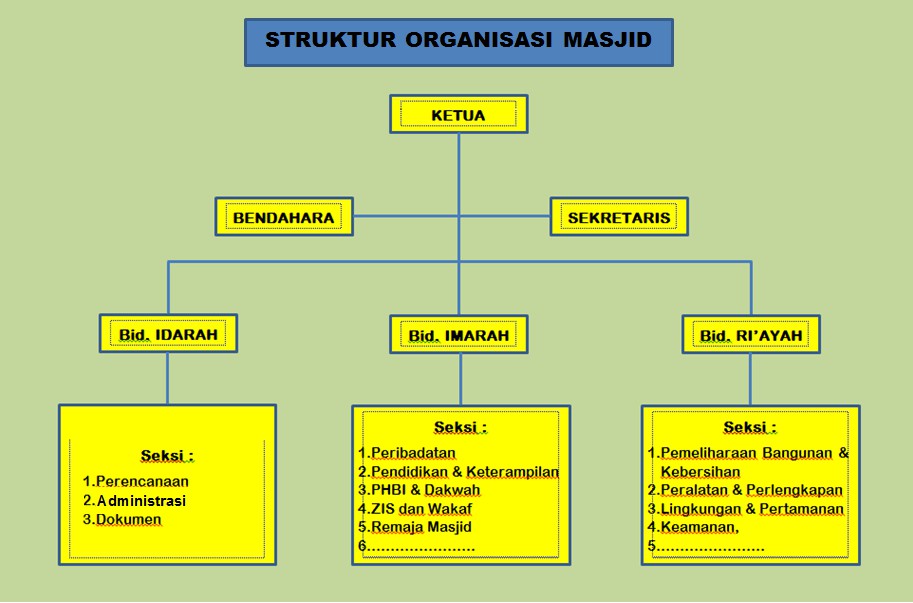 STRUKTUR ORGANISASI MASJID
KETUA
BENDAHARA
SEKRETARIS
Bid. IDARAH
Bid. IMARAH
Bid. RI’AYAH
Seksi :
1.Perencanaan
2.Administrasi
3.Dokumen
Seksi :
1.Peribadatan
2.Pendidikan & Keterampilan
3.PHBI & Dakwah
4.ZIS dan Wakaf
5.Remaja Masjid
6.......................
Seksi :
1.Pemeliharaan Bangunan &
Kebersihan
2.Peralatan & Perlengkapan
3.Lingkungan & Pertamanan
4.Keamanan,
5.......................